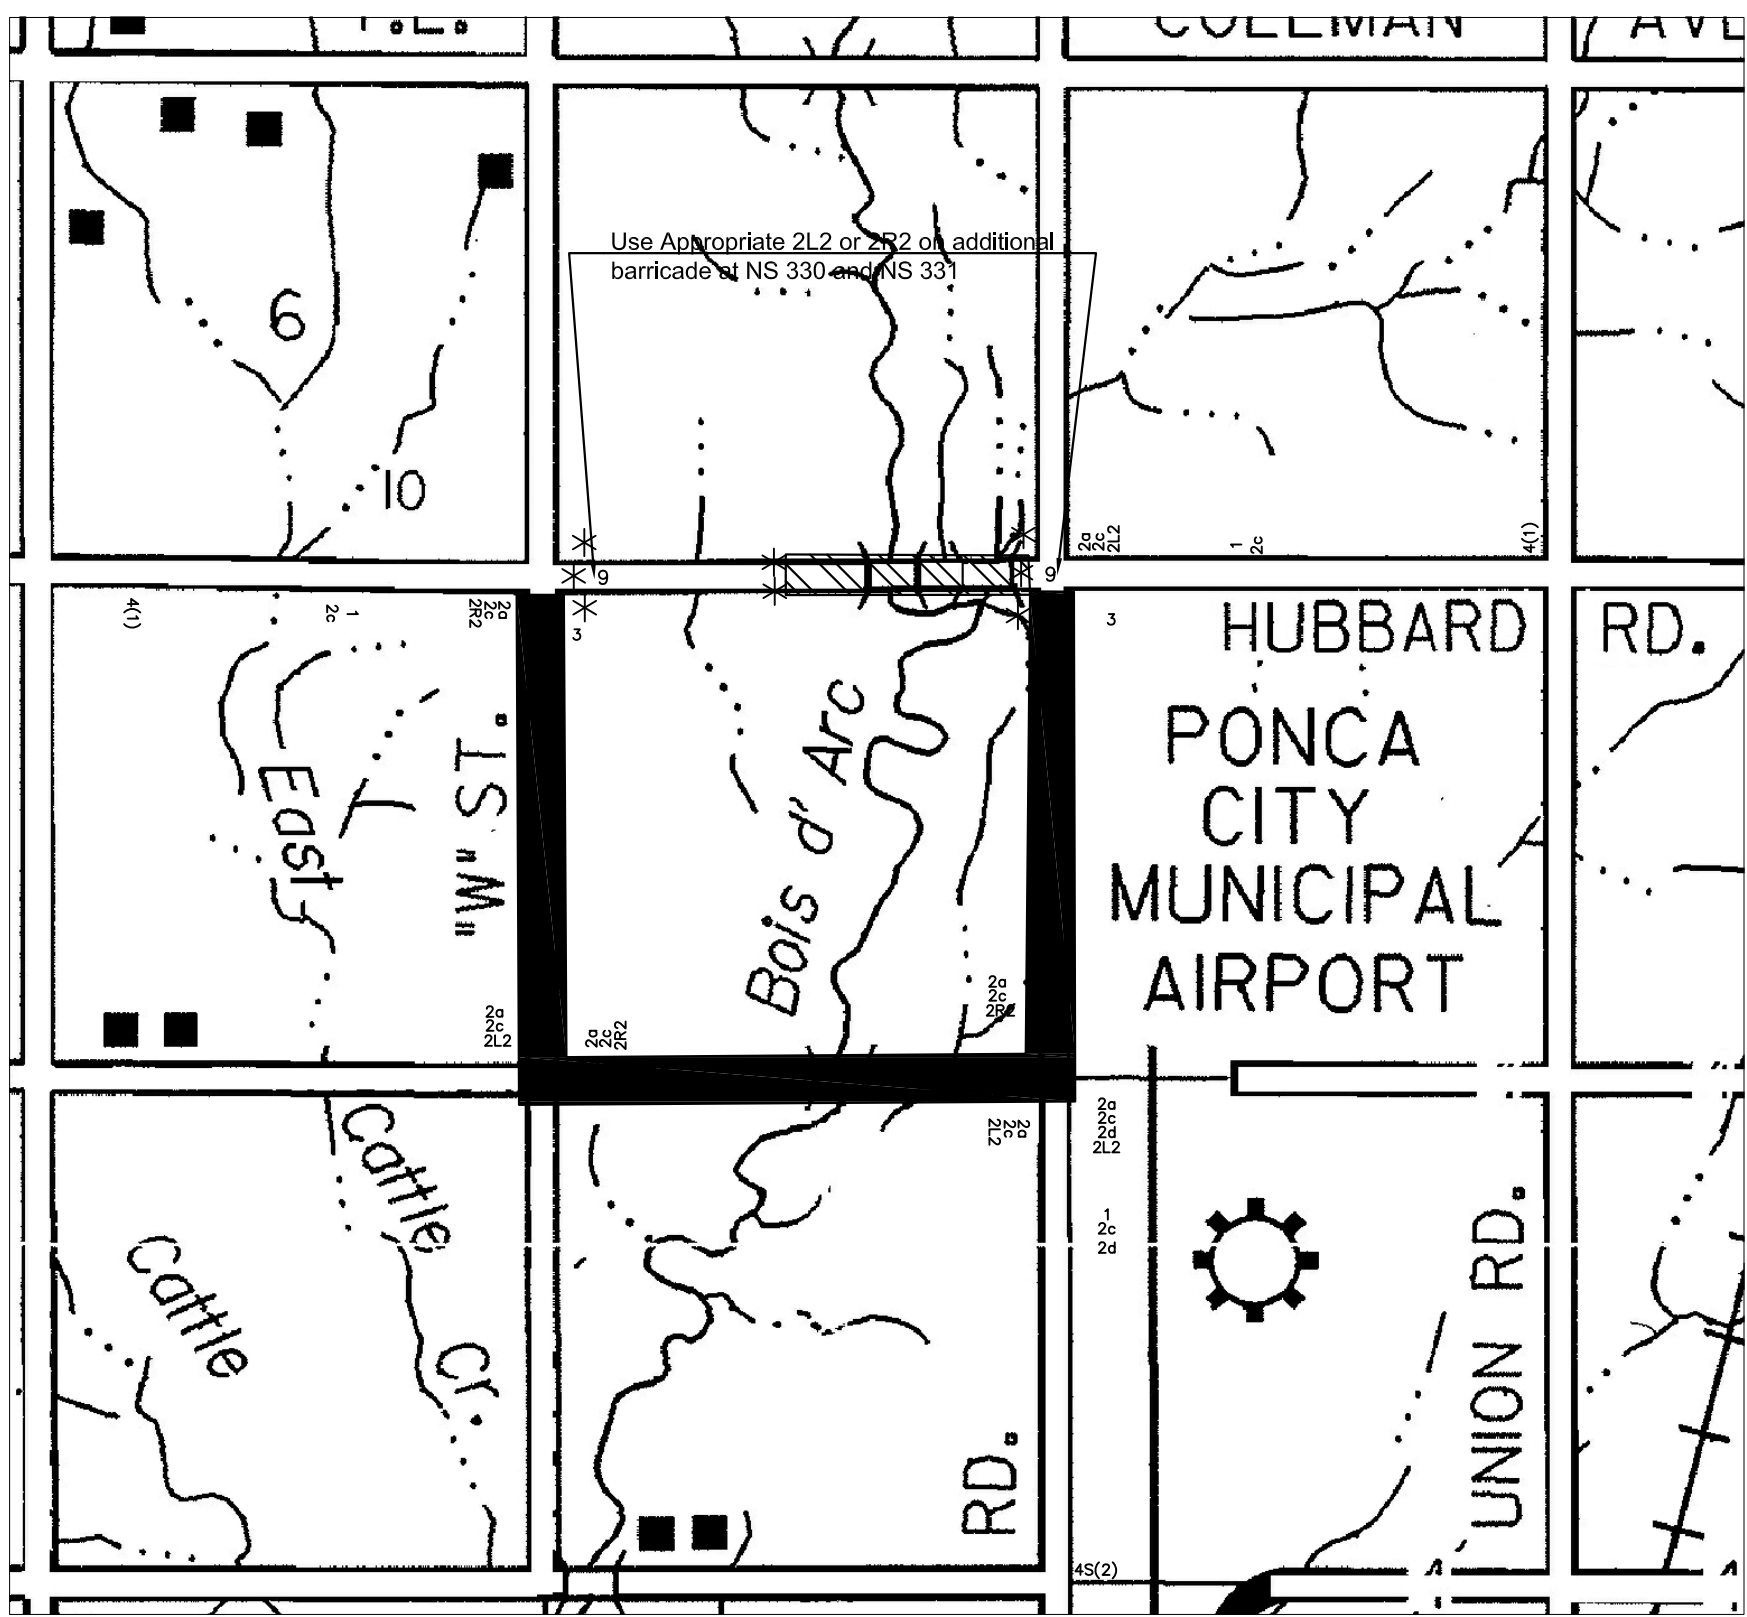 COLEMAN
Use Appropriate 2L2 or 2R2 on additional
barricade at NS 330 and NS 331
6
10
2a
2c
2L2
1
2c
4(1)
9
9
4(1)
1
2c
2a
2c
2R2
3
3
HUBBARD RD.
"M" ST.
East
Bois d' Arc
PONCA
CITY
MUNICIPAL
AIRPORT
2a
2c
2L2
2a
2c
2R2
2a
2c
2R2
Cattle
Cattle
Cr.
2a
2c
2L2
2a
2c
2d
2L2
1
2c
2d
UNION RD.
RD.
4S(2)